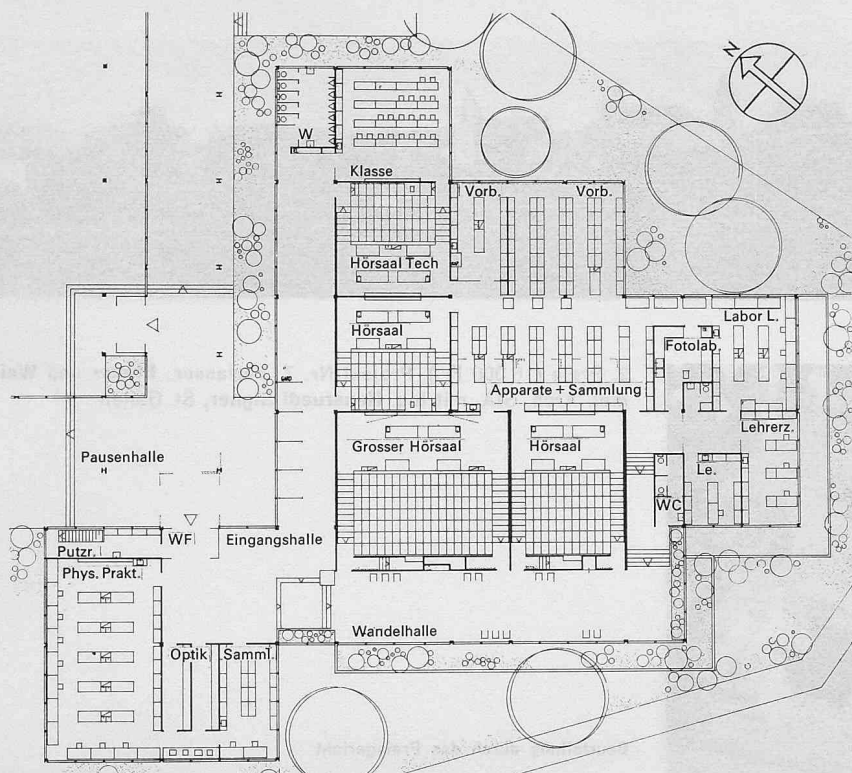 N
W
Klasse
Vorb.
Vorb.
Hörsaal Tech
Labor L.
Hörsaal
Fotolab.
Apparate + Sammlung
Grosser Hörsaal
Hörsaal
Lehrerz.
Pausenhalle
Le.
WC
WF
Eingangshalle
Putzr.
Phys. Prakt.
Wandelhalle
Optik
Samml.